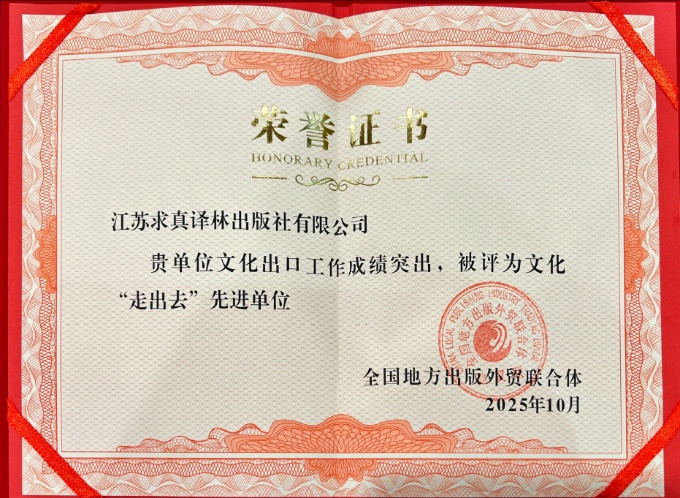 荣誉证书
HONORARY CREDENTIAL
江苏求真译林出版社有限公司
贵单位文化出口工作成绩突出，被评为文化
“走出去”先进单位
全国地方出版外贸联合体
2025年10月